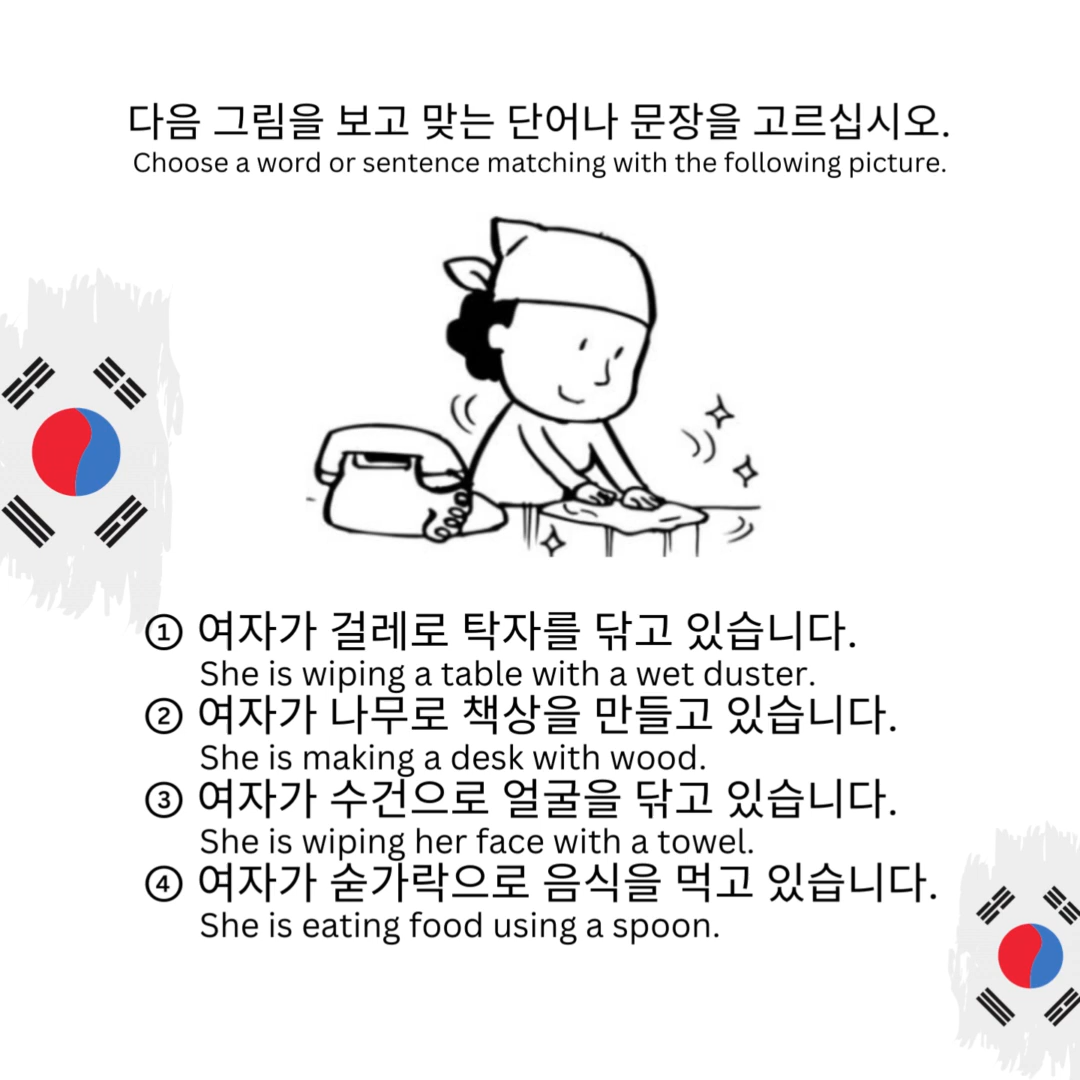 다음 그림을 보고 맞는 단어나 문장을 고르십시오.
Choose a word or sentence matching with the following picture.
① 여자가 걸레로 탁자를 닦고 있습니다.
She is wiping a table with a wet duster.
② 여자가 나무로 책상을 만들고 있습니다.
She is making a desk with wood.
③ 여자가 수건으로 얼굴을 닦고 있습니다.
She is wiping her face with a towel.
④ 여자가 숟가락으로 음식을 먹고 있습니다.
She is eating food using a spoon.